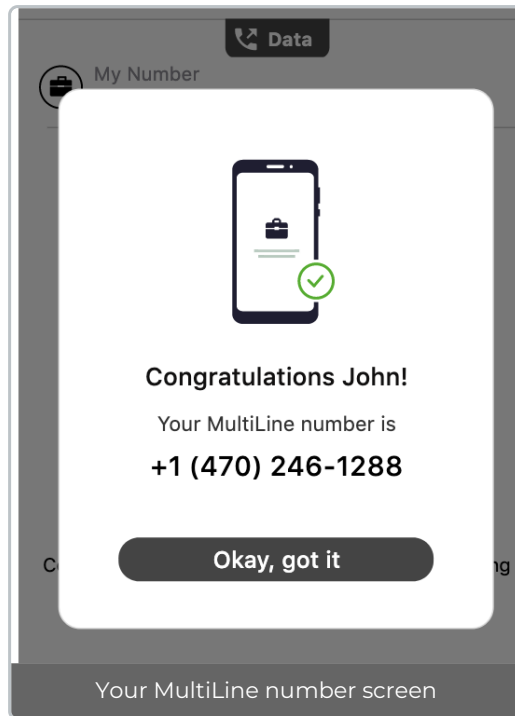 Data
My Number
Congratulations John!
Your MultiLine number is
+1 (470) 246-1288
Okay, got it
Your MultiLine number screen